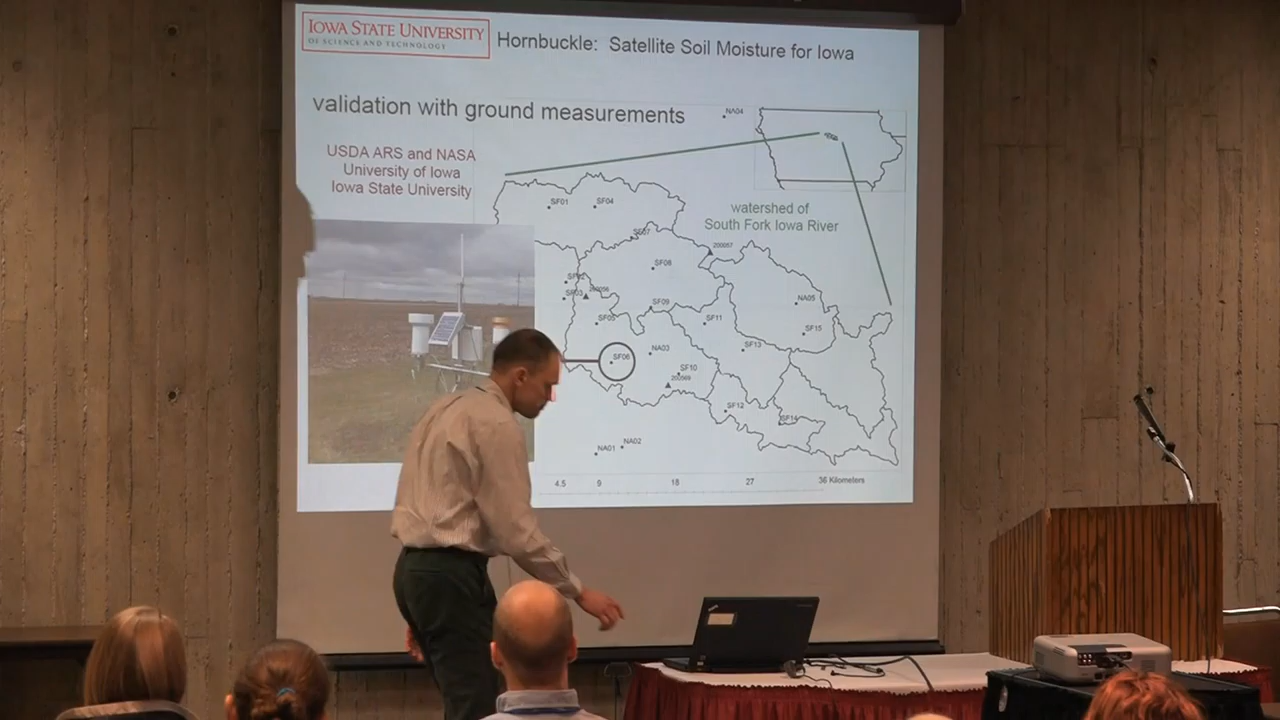 IOWA STATE UNIVERSITY
OF SCIENCE AND TECHNOLOGY
Hornbuckle: Satellite Soil Moisture for Iowa
validation with ground measurements
USDA ARS and NASA
University of Iowa
Iowa State University
NA04
watershed of
South Fork Iowa River
SF01
SF04
SF07
200057
SF08
SF02
SF03
200056
SF09
NA05
SF05
SF11
SF15
SF06
NA03
SF13
SF10
200069
SF12
SF14
NA01
NA02
4.5 9 18 27 36 Kilometers